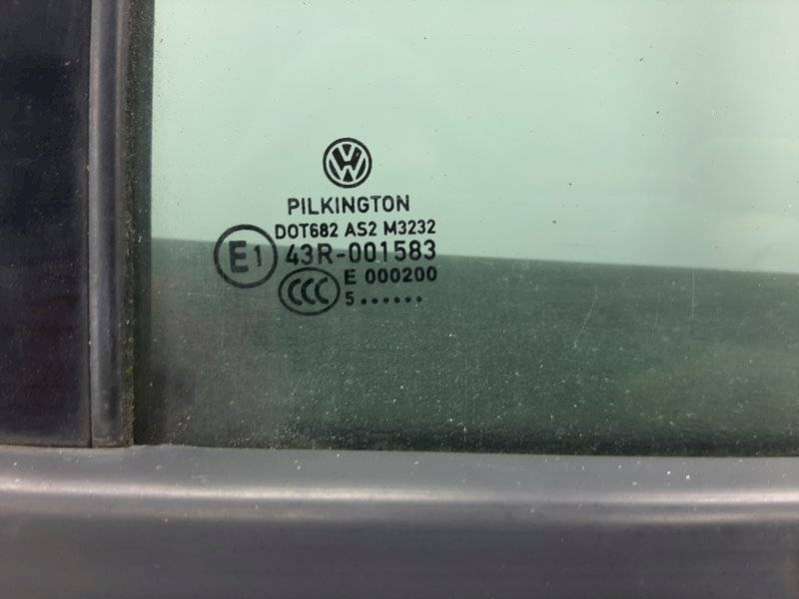 PILKINGTON
DOT682 AS2 M3232
E1 43R-001583
CCC E 000200
5 ••••••